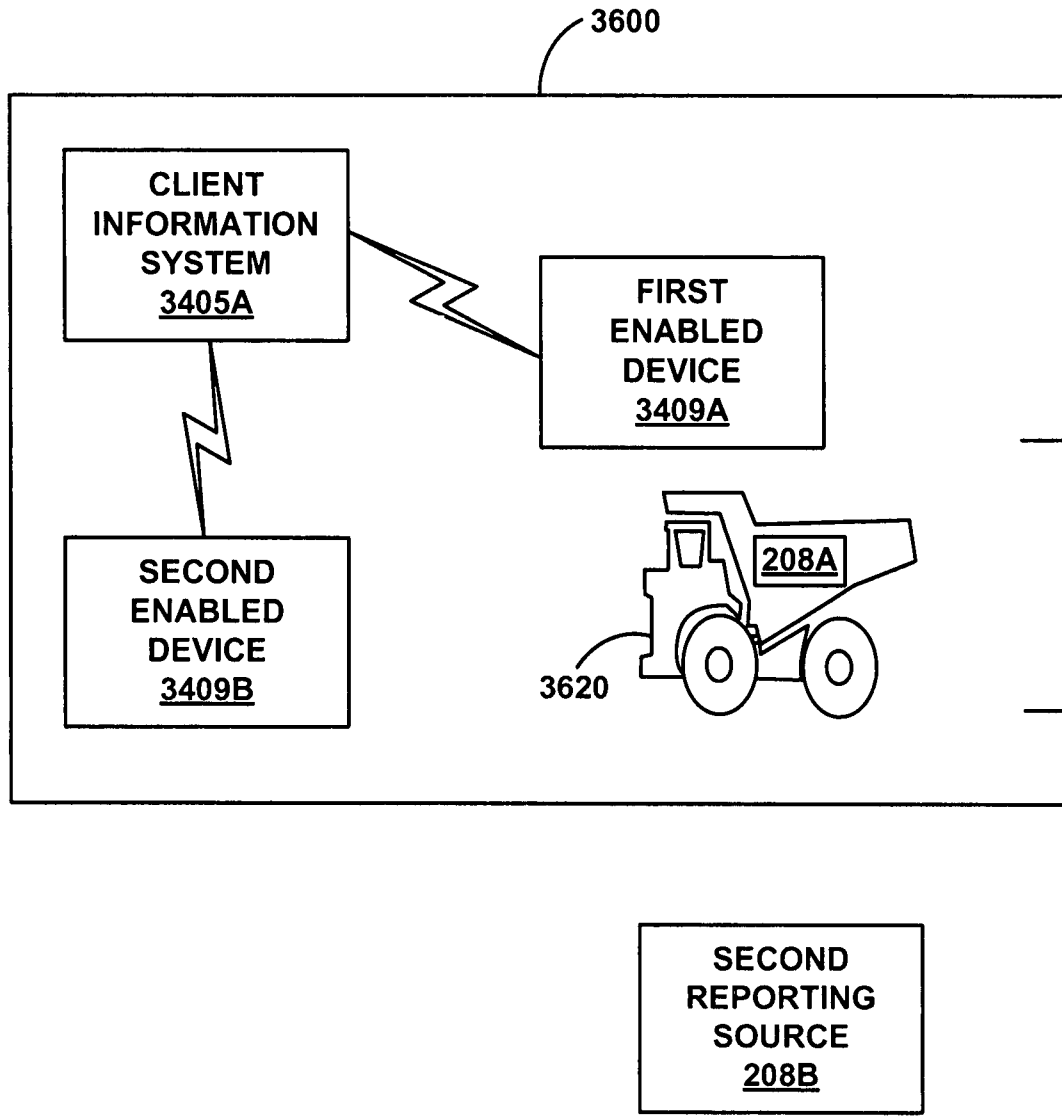 3600
CLIENT
INFORMATION
SYSTEM
3405A
FIRST
ENABLED
DEVICE
3409A
208A
SECOND
ENABLED
DEVICE
3409B
3620
SECOND
REPORTING
SOURCE
208B